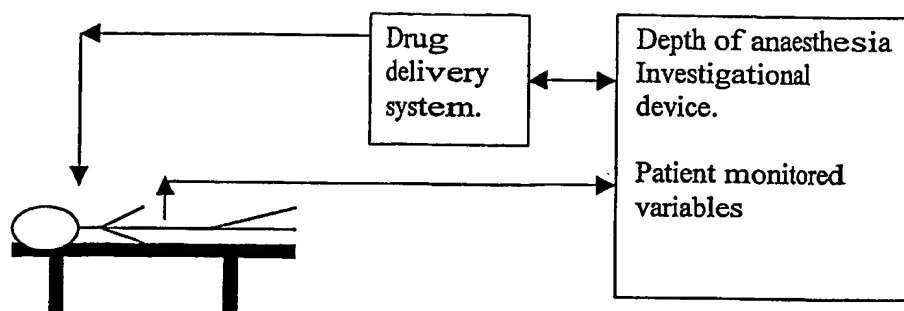 Drug
delivery
system.
Depth of anaesthesia
Investigational
device.
Patient monitored
variables